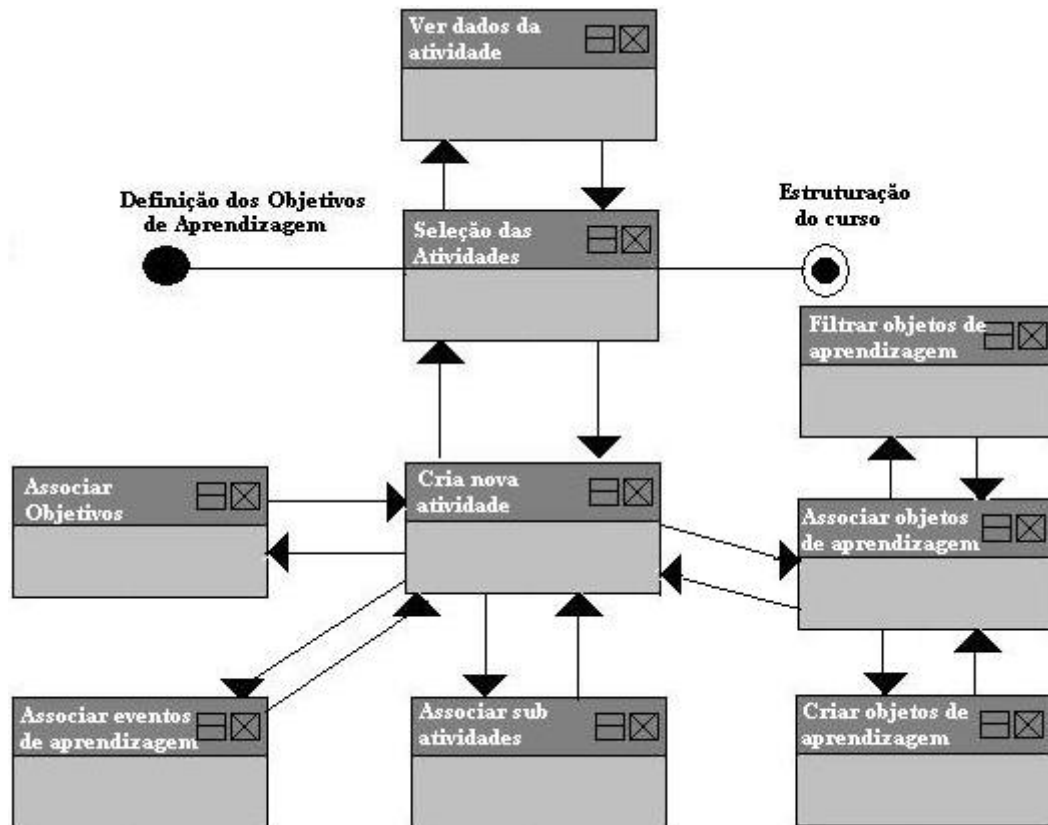 Ver dados da
atividade
Definição dos Objetivos
de Aprendizagem
Seleção das
Atividades
Estruturação
do curso
Filtrar objetos de
aprendizagem
Associar
Objetivos
Cria nova
atividade
Associar objetos
de aprendizagem
Associar eventos
de aprendizagem
Associar sub
atividades
Criar objetos de
aprendizagem